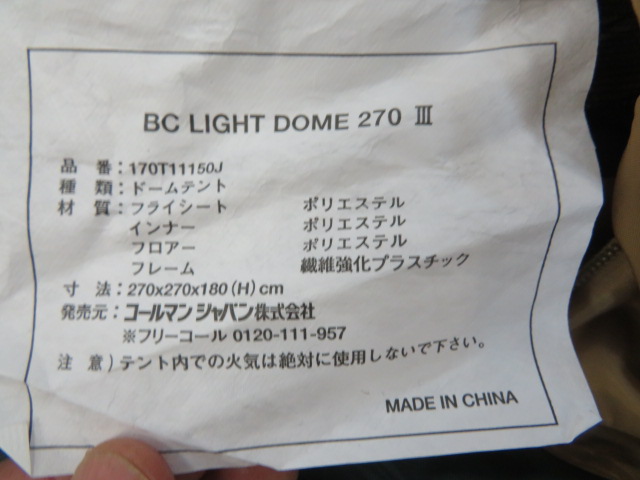 BC LIGHT DOME 270 Ⅲ
品　番：170T11150J
種　類：ドームテント
材　質：フライシート　ポリエステル
インナー　ポリエステル
フロアー　ポリエステル
フレーム　繊維強化プラスチック
寸　法：270x270x180 (H) cm
発売元：コールマン ジャパン株式会社
※フリーコール 0120-111-957
注　意）テント内での火気は絶対に使用しないで下さい。
MADE IN CHINA